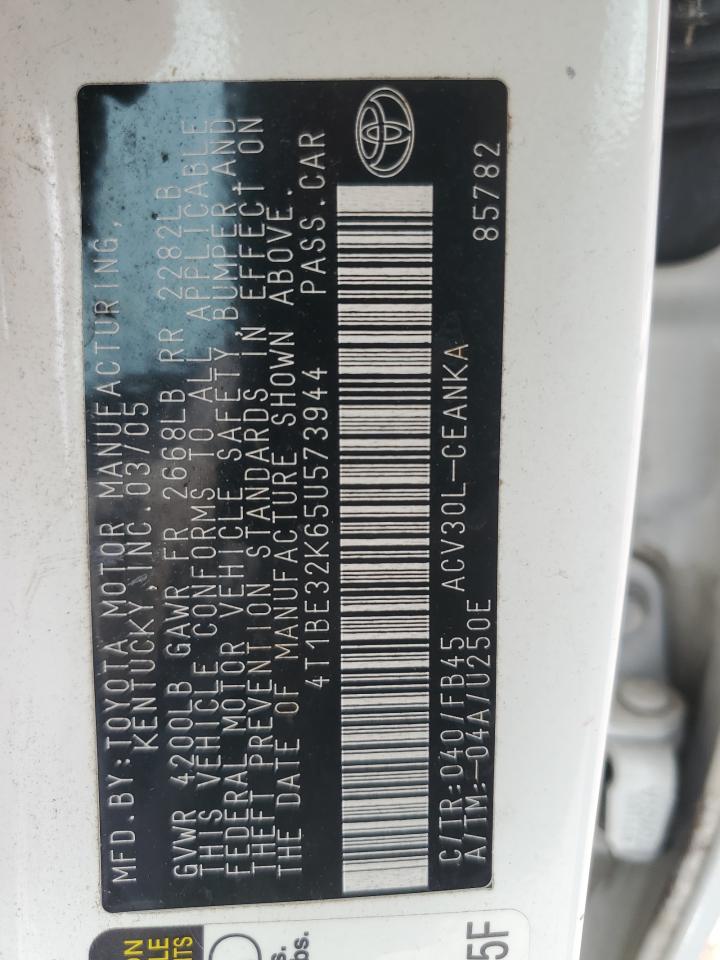 MFD.BY:TOYOTA MOTOR MANUFACTURING,
KENTUCKY,INC.03/05
GVWR 4200LB GAWR FR 2668LB RR 2282LB
THIS VEHICLE CONFORMS TO ALL APPLICABLE
FEDERAL MOTOR VEHICLE SAFETY,BUMPER,AND
THEFT PREVENTION STANDARDS IN EFFECT ON
THE DATE OF MANUFACTURE SHOWN ABOVE.
4T1BE32K65U573944 PASS.CAR
C/TR:040/FB45 ACV30L-CEANKA
A/TM:-04A/U250E 85782
5F